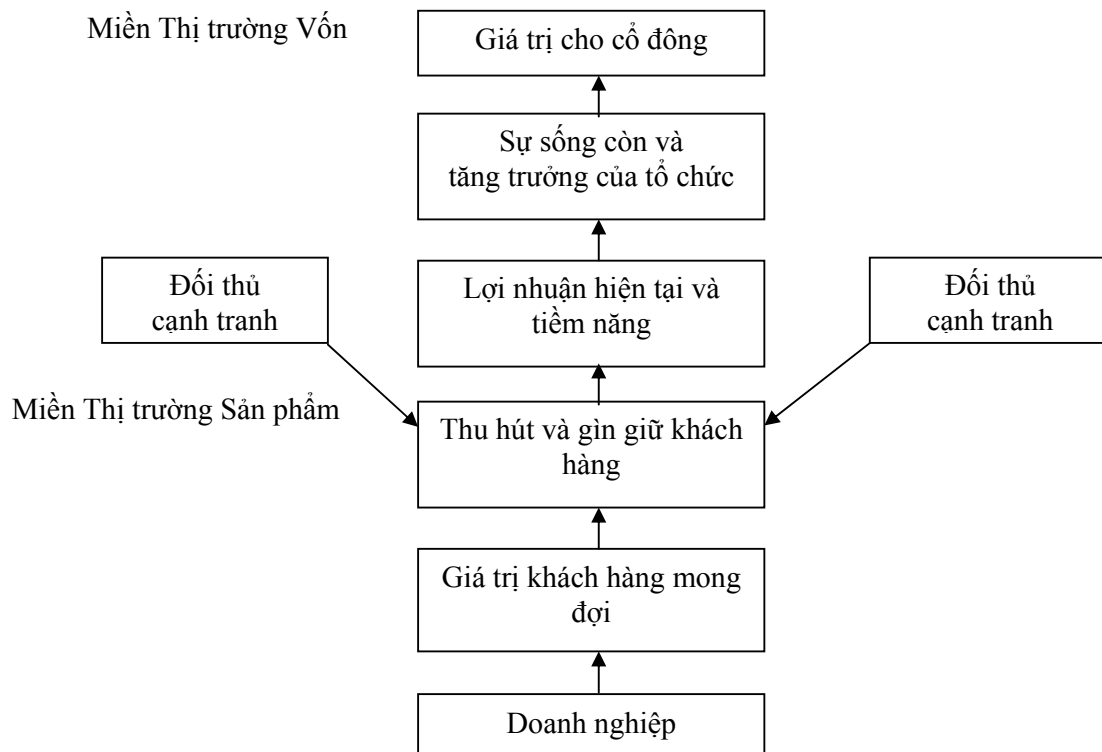 Miền Thị trường Vốn
Giá trị cho cổ đông
Sự sống còn và
tăng trưởng của tổ chức
Đối thủ
cạnh tranh
Lợi nhuận hiện tại và
tiềm năng
Đối thủ
cạnh tranh
Miền Thị trường Sản phẩm
Thu hút và gìn giữ khách
hàng
Giá trị khách hàng mong
đợi
Doanh nghiệp